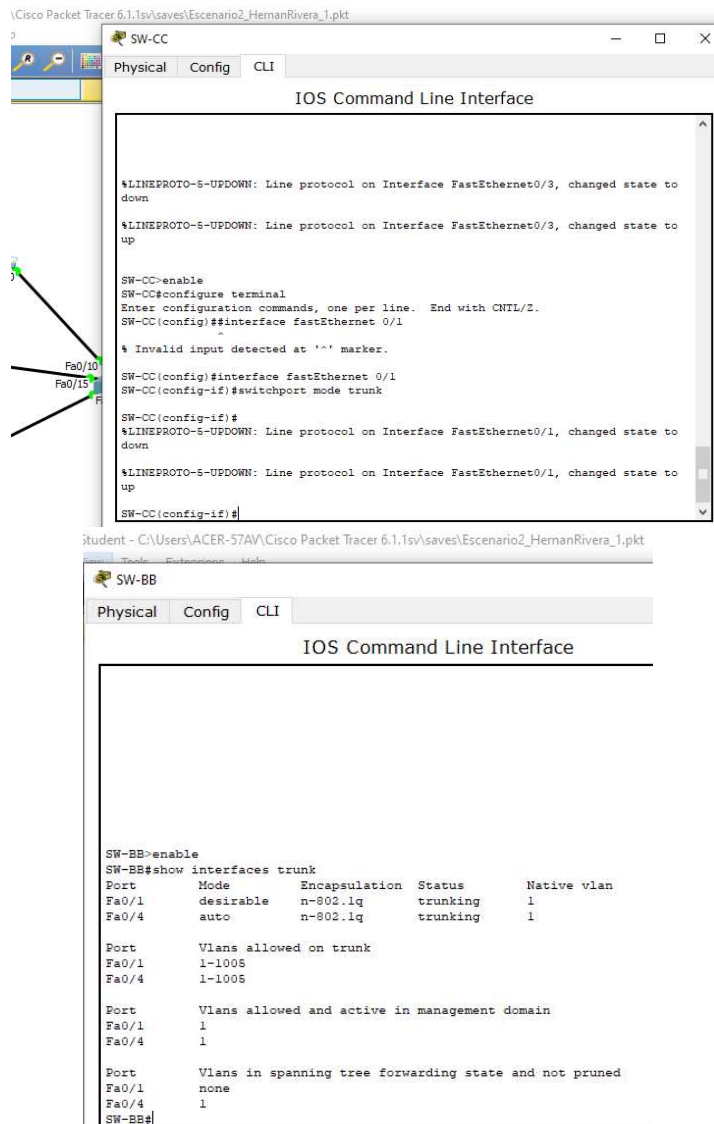 \Cisco Packet Tracer 6.1.1sv\saves\Escenario2_HernanRivera_1.pkt
SW-CC
Physical Config CLI
IOS Command Line Interface
%LINEPROTO-5-UPDOWN: Line protocol on Interface FastEthernet0/3, changed state to
down
%LINEPROTO-5-UPDOWN: Line protocol on Interface FastEthernet0/3, changed state to
up
SW-CC>enable
SW-CC#configure terminal
Enter configuration commands, one per line.  End with CNTL/Z.
SW-CC(config)##interface fastEthernet 0/1
^
% Invalid input detected at '^' marker.
SW-CC(config)#interface fastEthernet 0/1
SW-CC(config-if)#switchport mode trunk
SW-CC(config-if)#
%LINEPROTO-5-UPDOWN: Line protocol on Interface FastEthernet0/1, changed state to
down
%LINEPROTO-5-UPDOWN: Line protocol on Interface FastEthernet0/1, changed state to
up
SW-CC(config-if)#
Fa0/10
Fa0/15
F
Student - C:\Users\ACER-57AV\Cisco Packet Tracer 6.1.1sv\saves\Escenario2_HernanRivera_1.pkt
View Tools Extensions Help
SW-BB
Physical Config CLI
IOS Command Line Interface
SW-BB>enable
SW-BB#show interfaces trunk
Port Mode Encapsulation Status Native vlan
Fa0/1 desirable n-802.1q trunking 1
Fa0/4 auto n-802.1q trunking 1
Port Vlans allowed on trunk
Fa0/1 1-1005
Fa0/4 1-1005
Port Vlans allowed and active in management domain
Fa0/1 1
Fa0/4 1
Port Vlans in spanning tree forwarding state and not pruned
Fa0/1 none
Fa0/4 1
SW-BB#